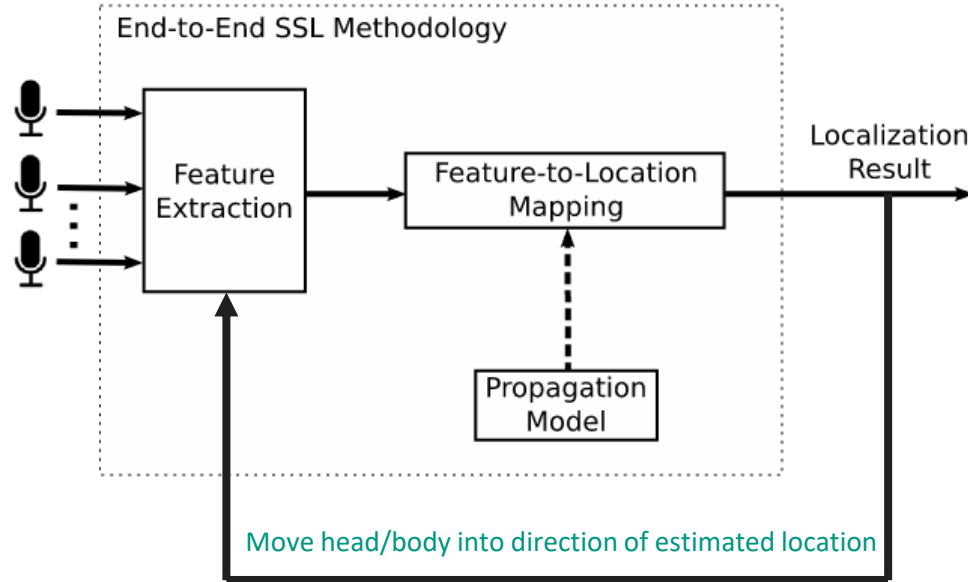 End-to-End SSL Methodology
Feature
Extraction
Feature-to-Location
Mapping
Localization
Result
Propagation
Model
Move head/body into direction of estimated location